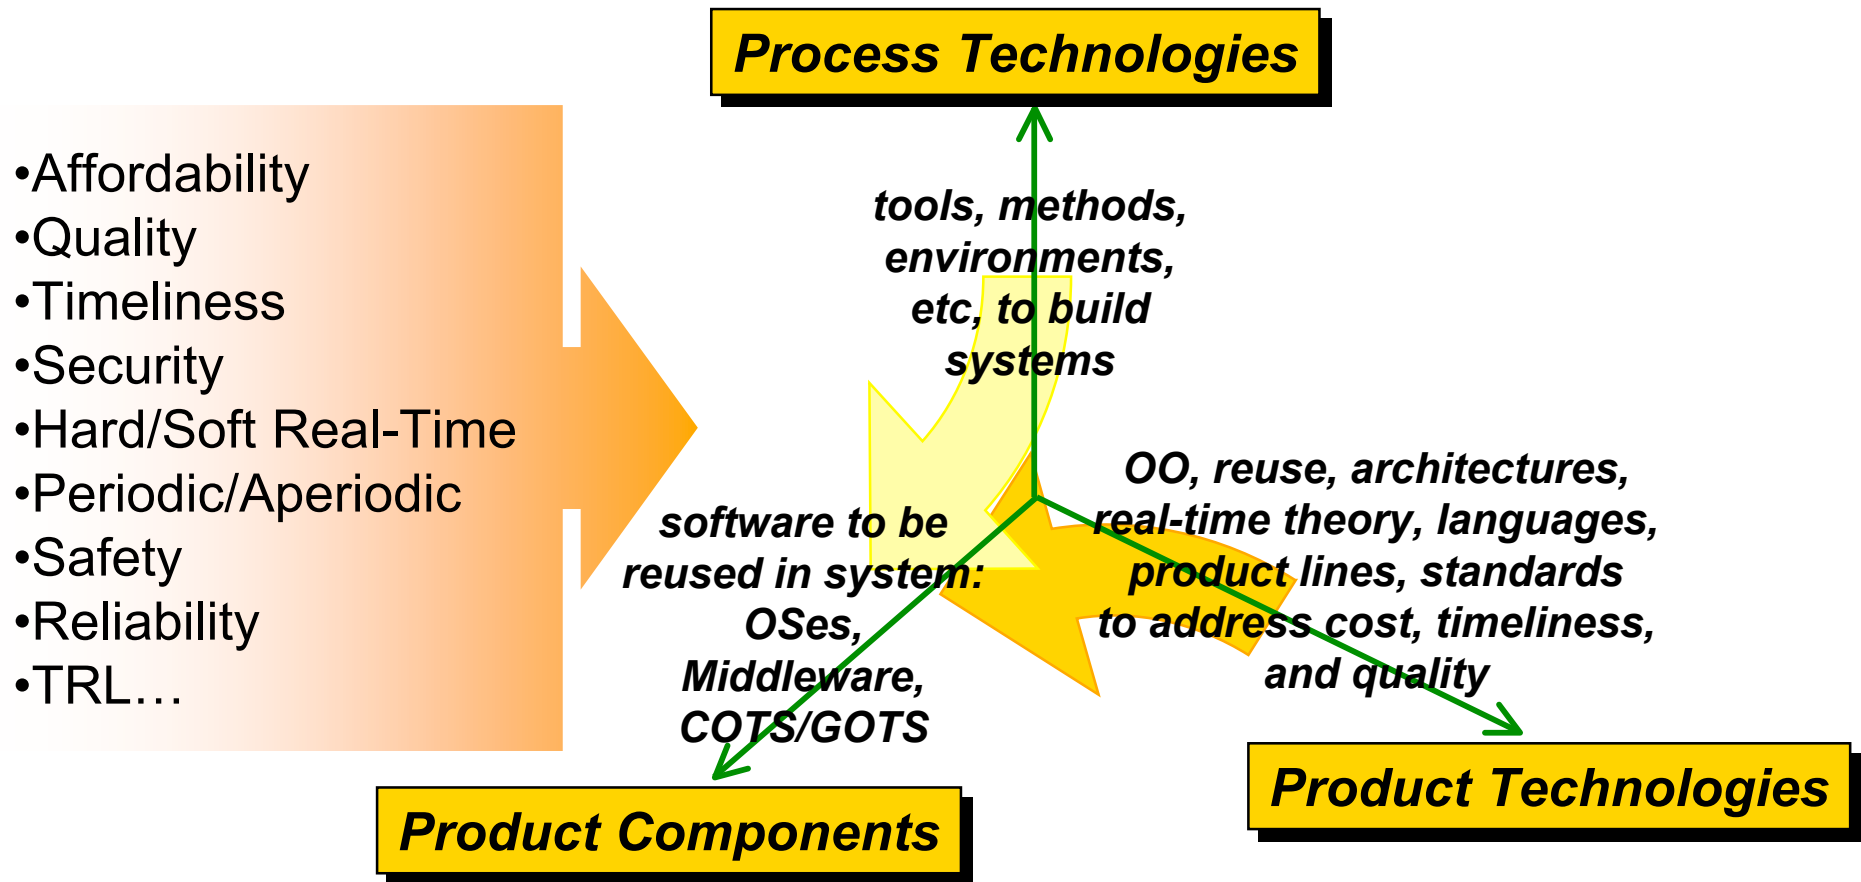 Process Technologies
•Affordability
•Quality
•Timeliness
•Security
•Hard/Soft Real-Time
•Periodic/Aperiodic
•Safety
•Reliability
•TRL…
tools, methods,
environments,
etc, to build
systems
software to be
reused in system:
OSes,
Middleware,
COTS/GOTS
OO, reuse, architectures,
real-time theory, languages,
product lines, standards
to address cost, timeliness,
and quality
Product Components
Product Technologies